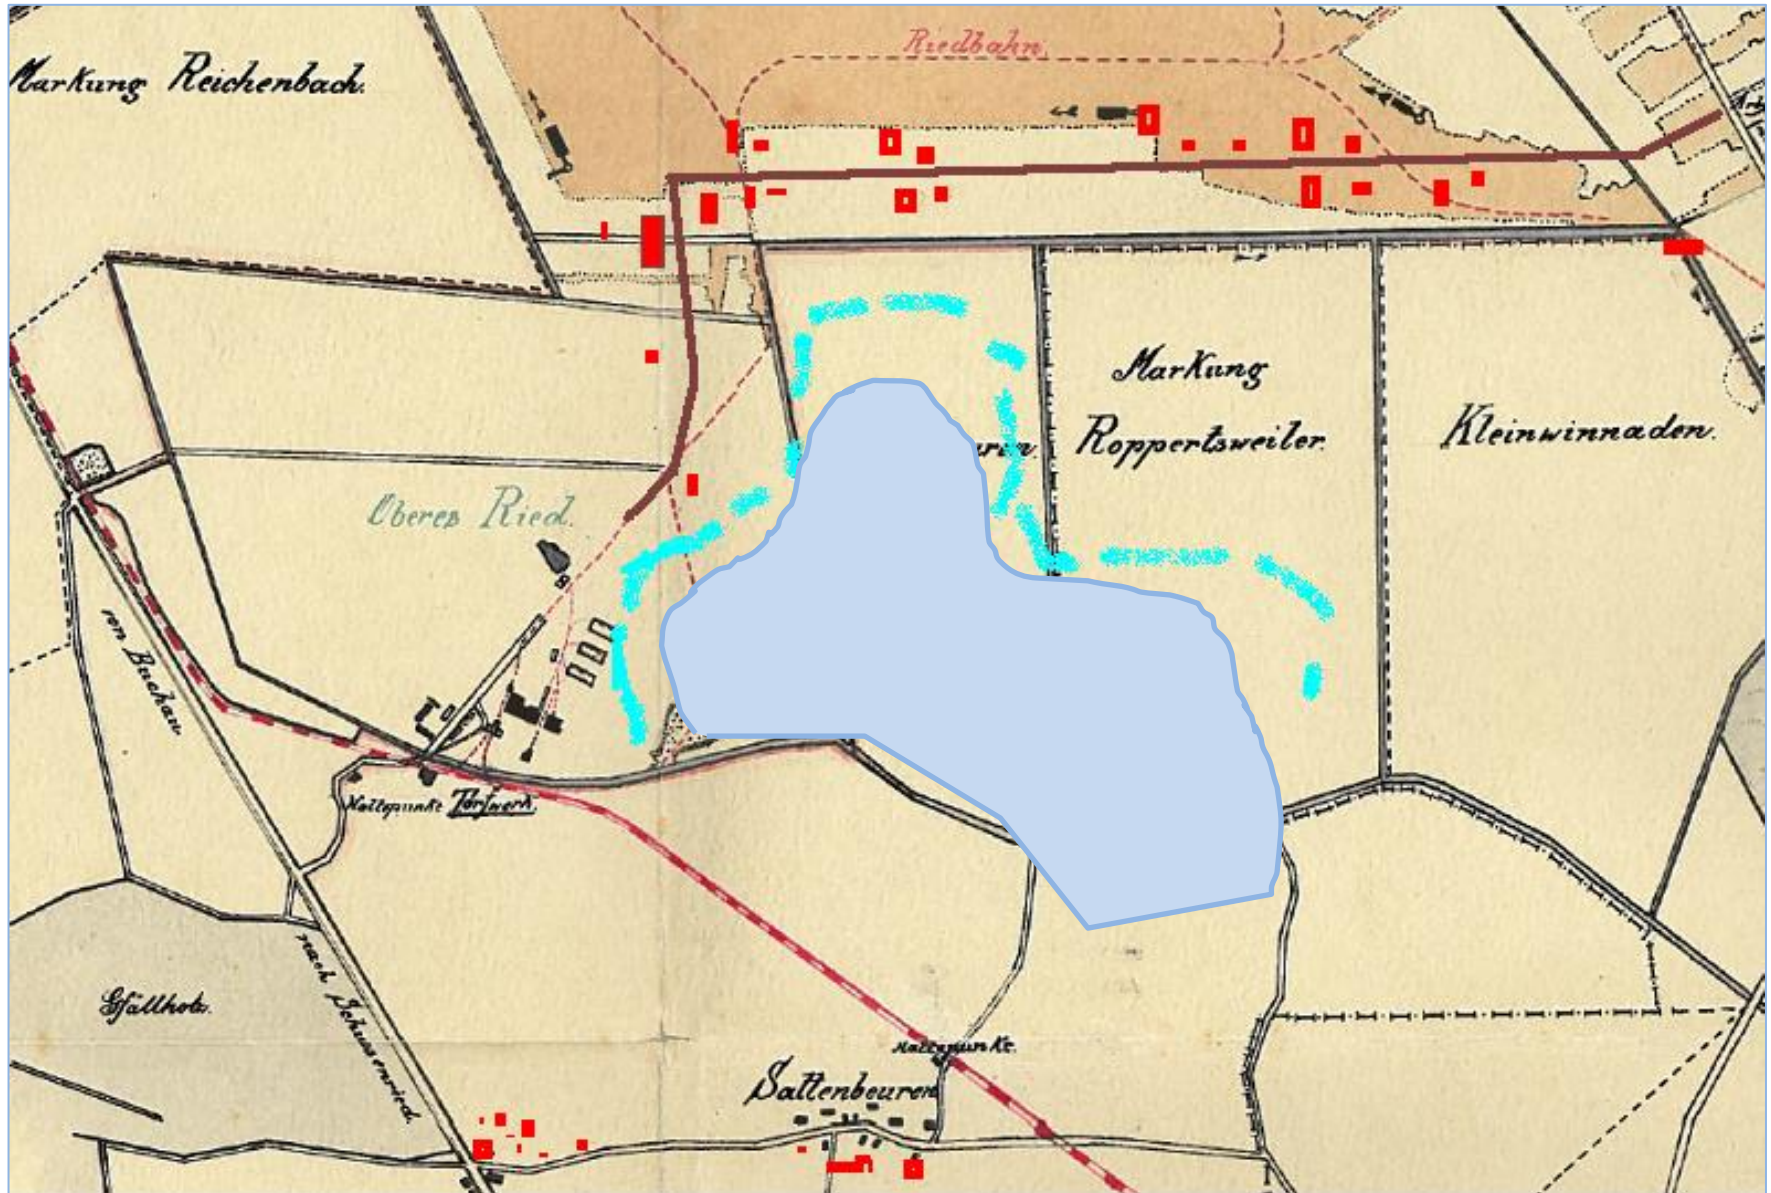 Riedbahn.
Markung Reichenbach.
Markung
Roppertsweiler.
Kleinwinnaden.
Oberes Ried.
von Buchau
Haltepunkt Torfwerk.
nach Schussenried.
Gfällholz.
Haltepunkt.
Sattenbeuren